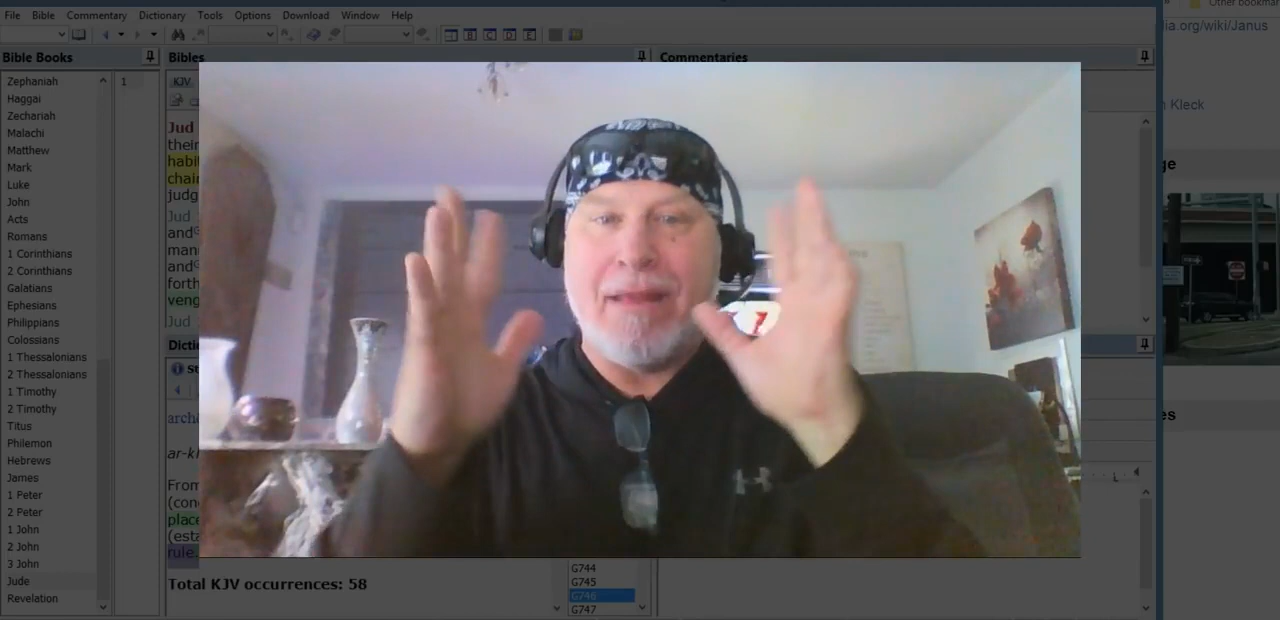 Other bookmar
File Bible Commentary Dictionary Tools Options Download Window Help
ia.org/wiki/Janus
Bible Books
Bibles
Commentaries
Zephaniah
Haggai
Zechariah
Malachi
Matthew
Mark
Luke
John
Acts
Romans
1 Corinthians
2 Corinthians
Galatians
Ephesians
Philippians
Colossians
1 Thessalonians
2 Thessalonians
1 Timothy
2 Timothy
Titus
Philemon
Hebrews
James
1 Peter
2 Peter
1 John
2 John
3 John
Jude
Revelation
1
KJV
Jud
their
habi
chai
judg
Jud
and
man
and
forth
veng
Jud
Dicti
arch
ar-k
From
(con
place
(esta
rule.
Total KJV occurrences: 58
G744
G745
G746
G747
Kleck
ge
es